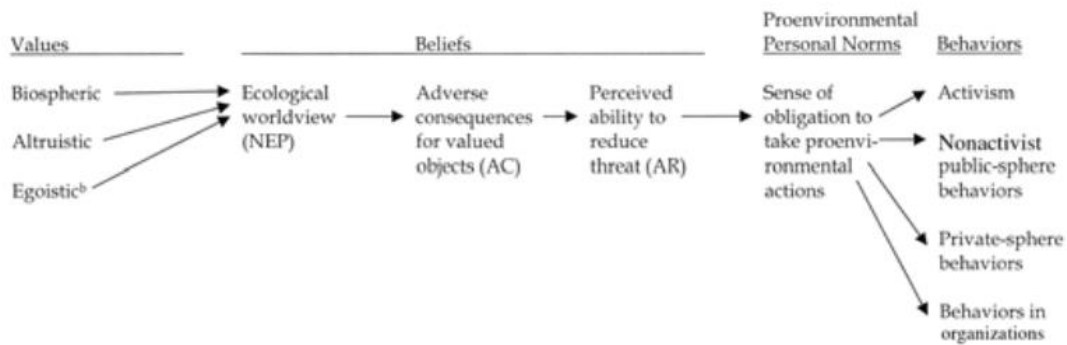 Values
Beliefs
Proenvironmental
Personal Norms
Behaviors
Biospheric
Altruistic
Egoisticᵇ
Ecological
worldview
(NEP)
Adverse
consequences
for valued
objects (AC)
Perceived
ability to
reduce
threat (AR)
Sense of
obligation to
take proenvi-
ronmental
actions
Activism
Nonactivist
public-sphere
behaviors
Private-sphere
behaviors
Behaviors in
organizations